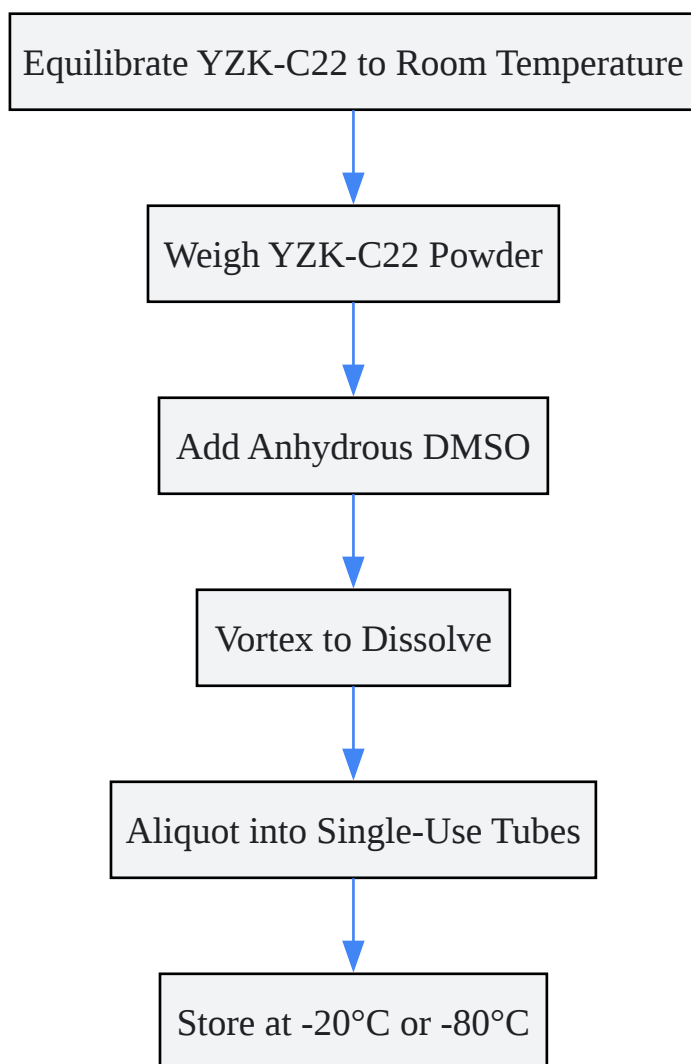 Equilibrate YZK-C22 to Room Temperature
Weigh YZK-C22 Powder
Add Anhydrous DMSO
Vortex to Dissolve
Aliquot into Single-Use Tubes
Store at -20°C or -80°C